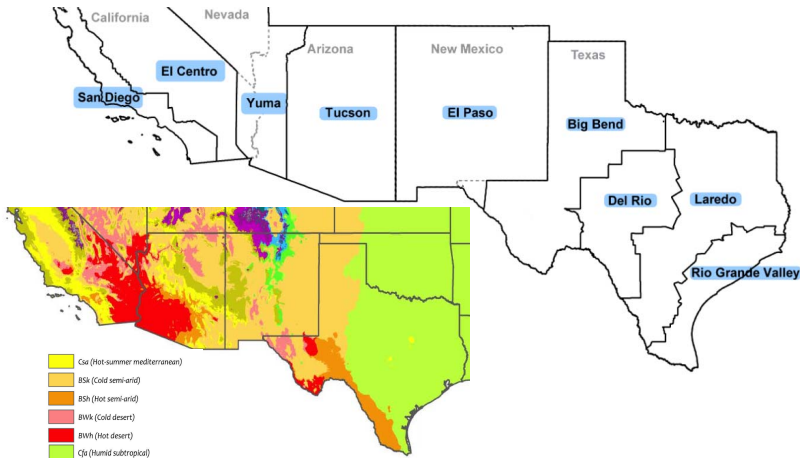 California
Nevada
Arizona
New Mexico
Texas
El Centro
San Diego
Yuma
Tucson
El Paso
Big Bend
Del Rio
Laredo
Rio Grande Valley
Csa (Hot-summer mediterranean)
BSk (Cold semi-arid)
BSh (Hot semi-arid)
BWk (Cold desert)
BWh (Hot desert)
Cfa (Humid subtropical)